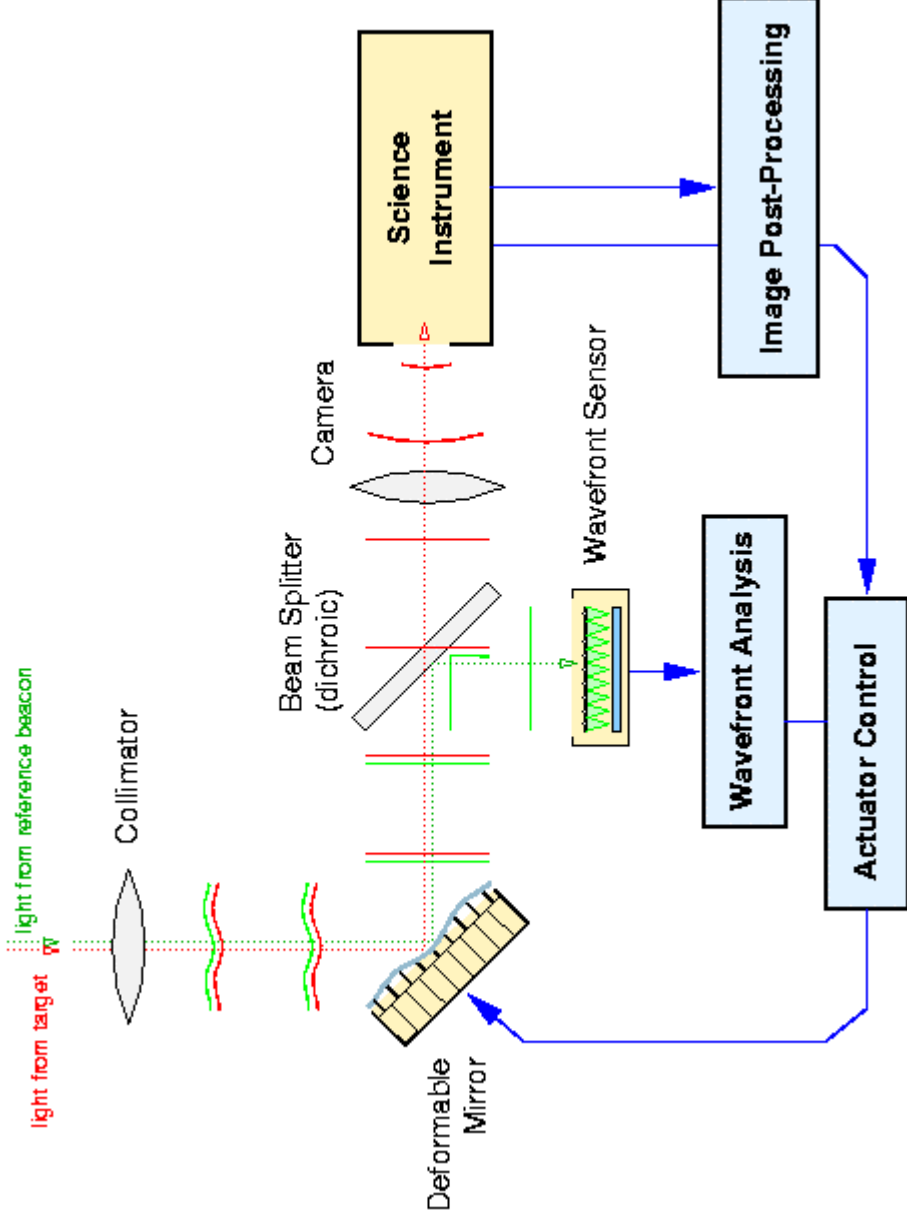 light from target
light from reference beacon
Collimator
Deformable
Mirror
Beam Splitter
(dichroic)
Camera
Science
Instrument
Wavefront Sensor
Wavefront Analysis
Image Post-Processing
Actuator Control